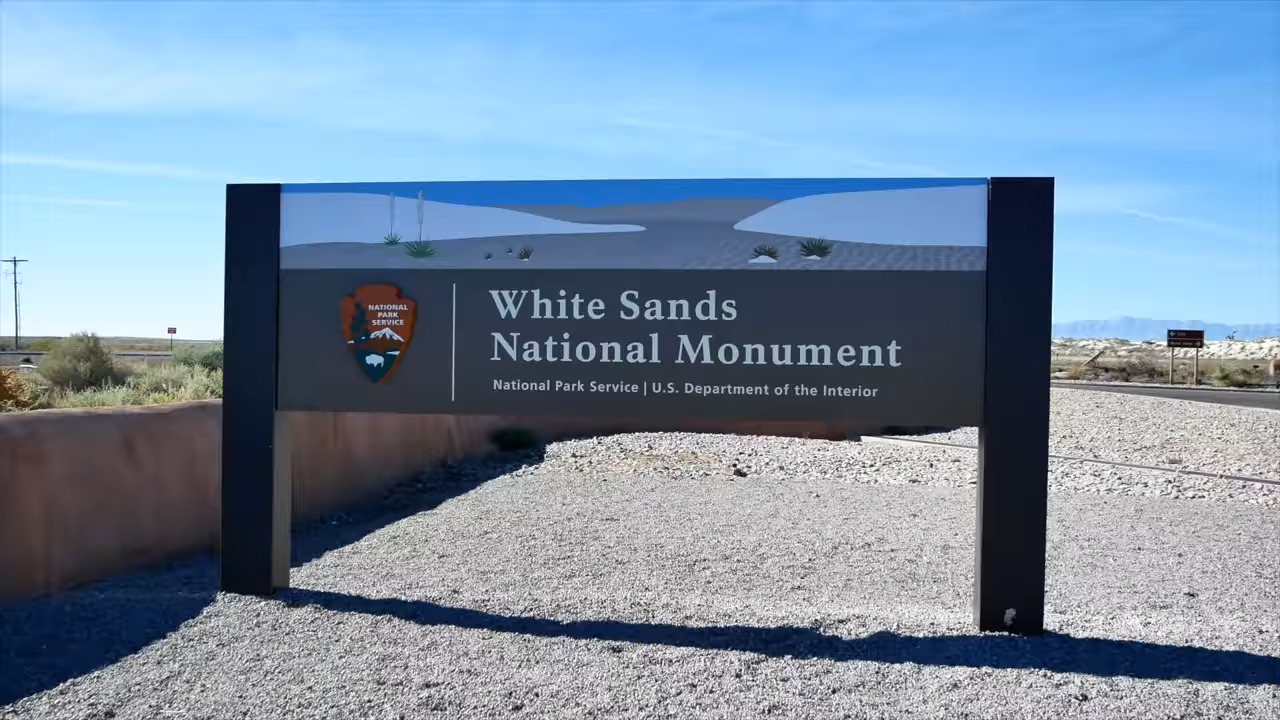 NATIONAL
PARK
SERVICE
White Sands
National Monument
National Park Service | U.S. Department of the Interior